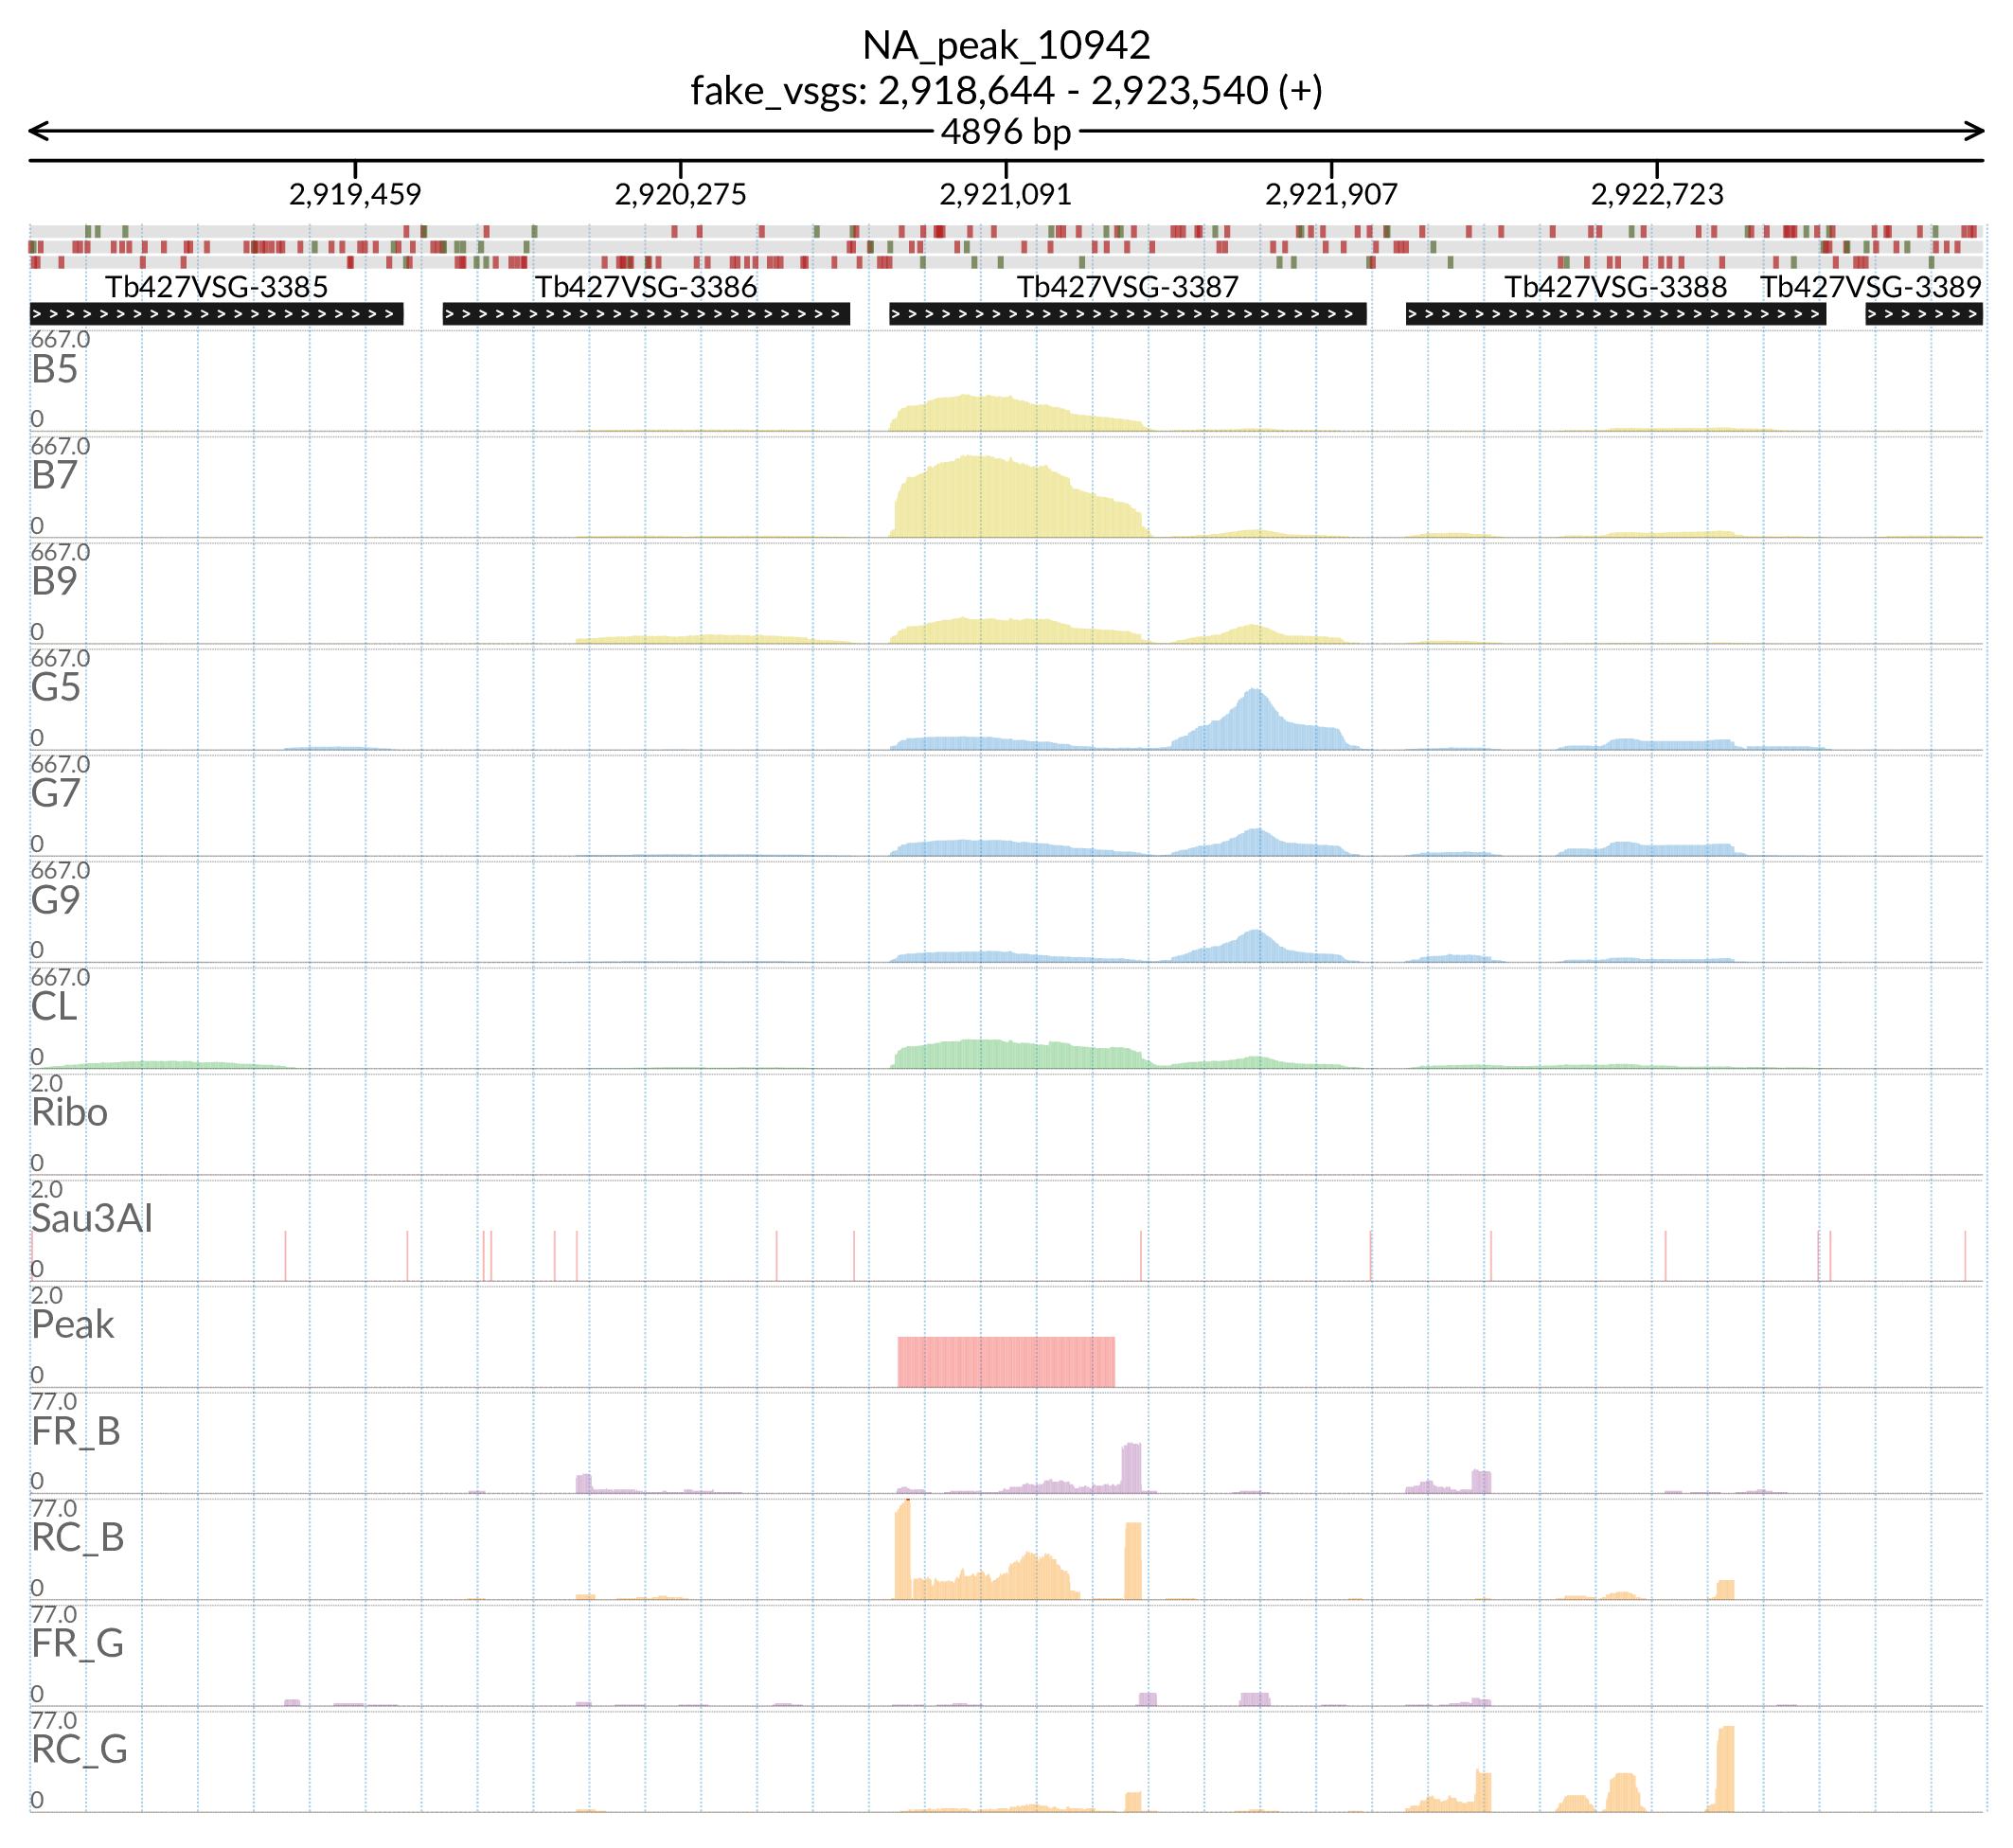 NA_peak_10942
fake_vsgs: 2,918,644 - 2,923,540 (+)
4896 bp
2,919,459 2,920,275 2,921,091 2,921,907 2,922,723
Tb427VSG-3385 Tb427VSG-3386 Tb427VSG-3387 Tb427VSG-3388 Tb427VSG-3389
667.0
B5
0
667.0
B7
0
667.0
B9
0
667.0
G5
0
667.0
G7
0
667.0
G9
0
667.0
CL
0
2.0
Ribo
0
2.0
Sau3AI
0
2.0
Peak
0
77.0
FR_B
0
77.0
RC_B
0
77.0
FR_G
0
77.0
RC_G
0